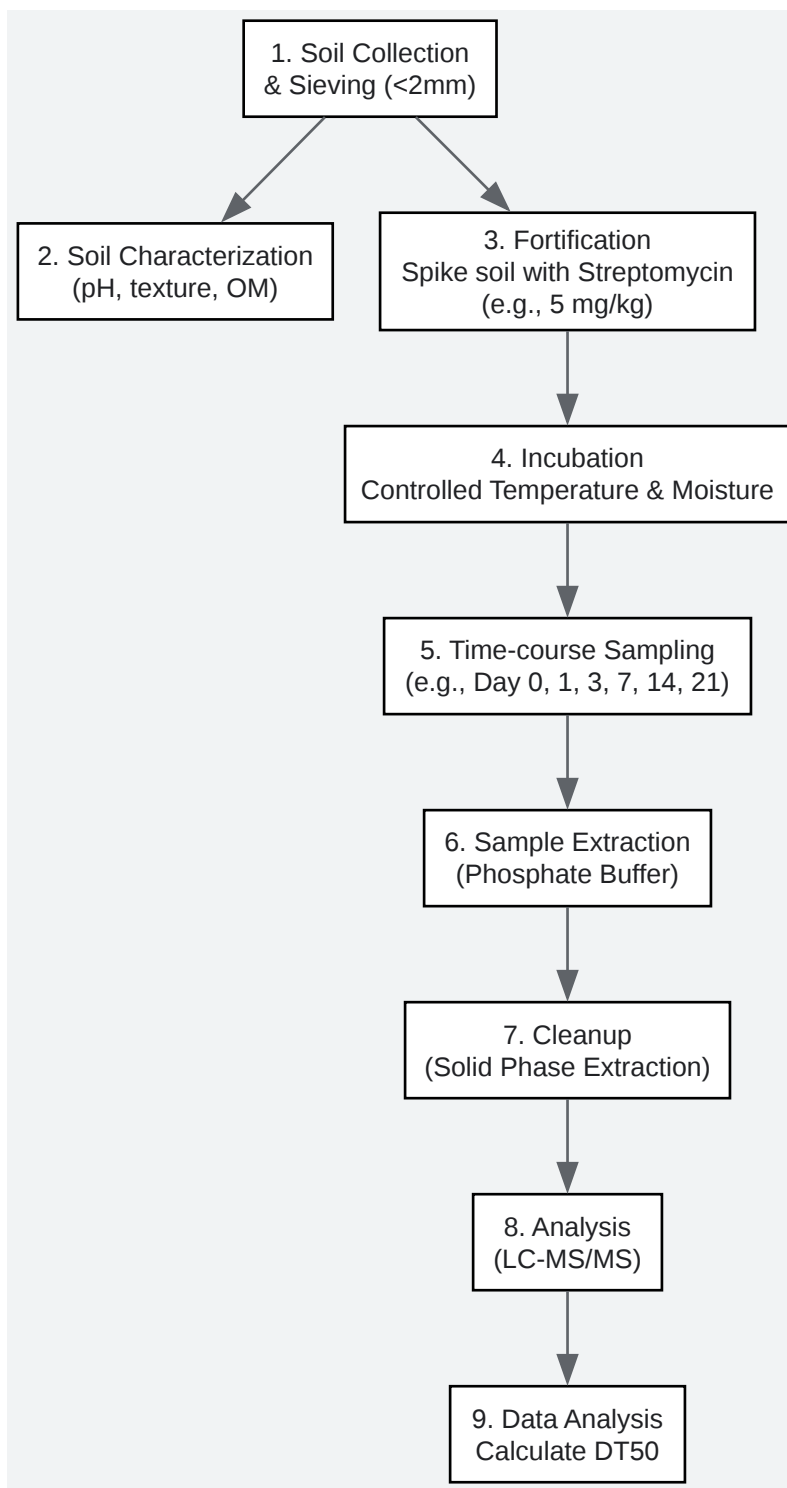 1. Soil Collection
& Sieving (<2mm)
2. Soil Characterization
(pH, texture, OM)
3. Fortification
Spike soil with Streptomycin
(e.g., 5 mg/kg)
4. Incubation
Controlled Temperature & Moisture
5. Time-course Sampling
(e.g., Day 0, 1, 3, 7, 14, 21)
6. Sample Extraction
(Phosphate Buffer)
7. Cleanup
(Solid Phase Extraction)
8. Analysis
(LC-MS/MS)
9. Data Analysis
Calculate DT50